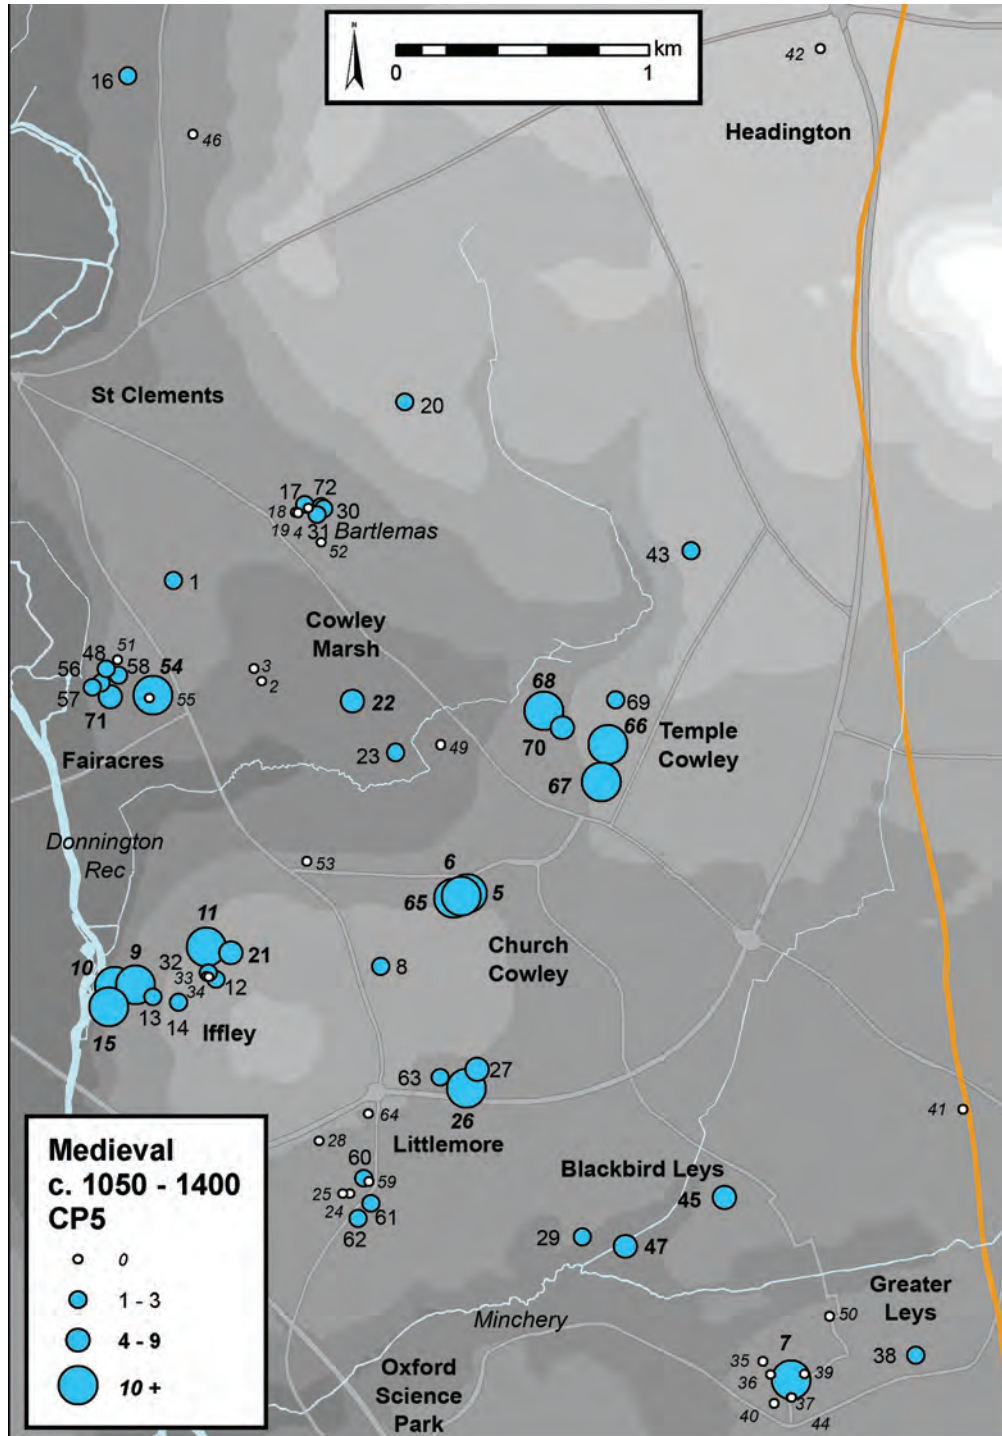 N
km
0
1
42
16
46
Headington
St Clements
20
17
72
18
30
19
4
31
Bartlemas
52
43
1
Cowley
Marsh
51
48
3
56
58
54
2
57
55
71
22
68
69
66
Fairacres
70
Temple
Cowley
23
49
67
Donnington
Rec
53
6
5
65
11
21
Church
Cowley
9
10
32
8
33
34
12
13
14
15
Iffley
63
27
26
64
28
Littlemore
41
60
59
Blackbird Leys
25
24
61
45
62
29
47
Greater
Leys
Minchery
50
7
35
39
38
36
37
40
44
Oxford
Science
Park
Medieval
c. 1050 - 1400
CP5
0
1 - 3
4 - 9
10 +